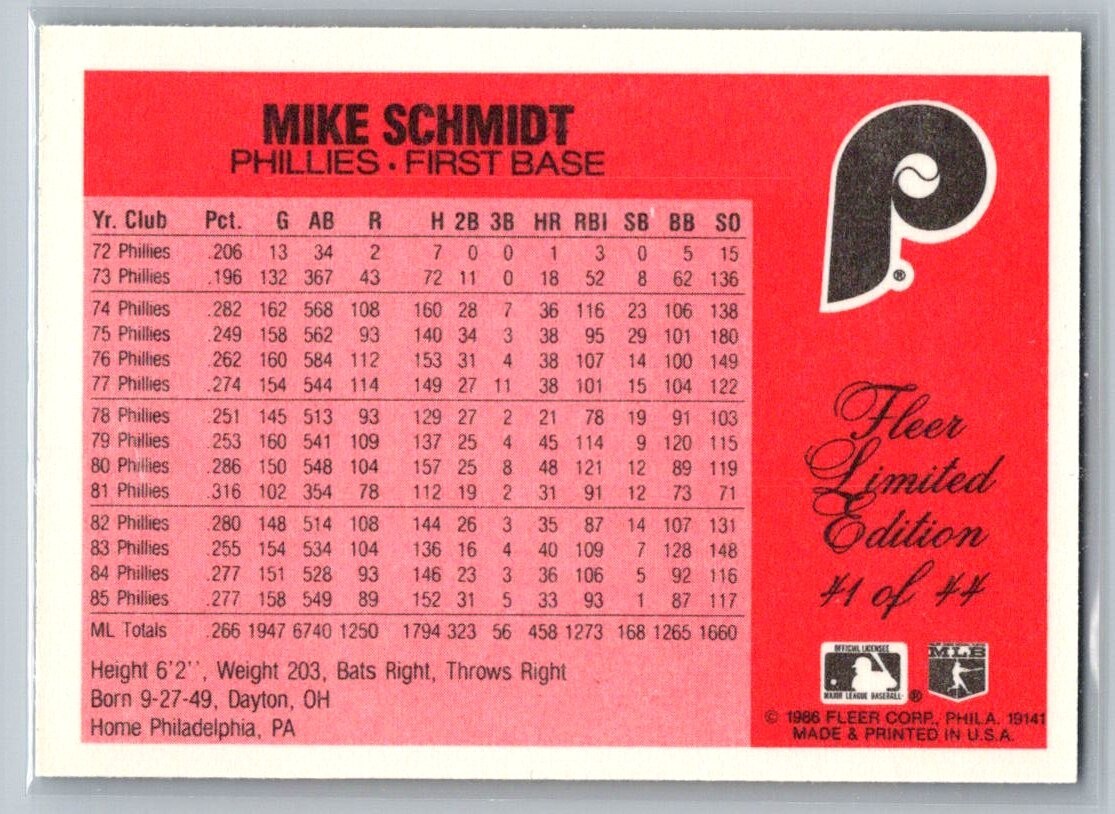 MIKE SCHMIDT
PHILLIES · FIRST BASE
Yr. Club Pct. G AB R H 2B 3B HR RBI SB BB SO
72 Phillies .206 13 34 2 7 0 0 1 3 0 5 15
73 Phillies .196 132 367 43 72 11 0 18 52 8 62 136
74 Phillies .282 162 568 108 160 28 7 36 116 23 106 138
75 Phillies .249 158 562 93 140 34 3 38 95 29 101 180
76 Phillies .262 160 584 112 153 31 4 38 107 14 100 149
77 Phillies .274 154 544 114 149 27 11 38 101 15 104 122
78 Phillies .251 145 513 93 129 27 2 21 78 19 91 103
79 Phillies .253 160 541 109 137 25 4 45 114 9 120 115
80 Phillies .286 150 548 104 157 25 8 48 121 12 89 119
81 Phillies .316 102 354 78 112 19 2 31 91 12 73 71
82 Phillies .280 148 514 108 144 26 3 35 87 14 107 131
83 Phillies .255 154 534 104 136 16 4 40 109 7 128 148
84 Phillies .277 151 528 93 146 23 3 36 106 5 92 116
85 Phillies .277 158 549 89 152 31 5 33 93 1 87 117
ML Totals .266 1947 6740 1250 1794 323 56 458 1273 168 1265 1660
Height 6'2'', Weight 203, Bats Right, Throws Right
Born 9-27-49, Dayton, OH
Home Philadelphia, PA
P
®
Fleer
Limited
Edition
41 of 44
OFFICIAL LICENSEE
MAJOR LEAGUE BASEBALL ®
MLB
© 1986 FLEER CORP., PHILA. 19141
MADE & PRINTED IN U.S.A.